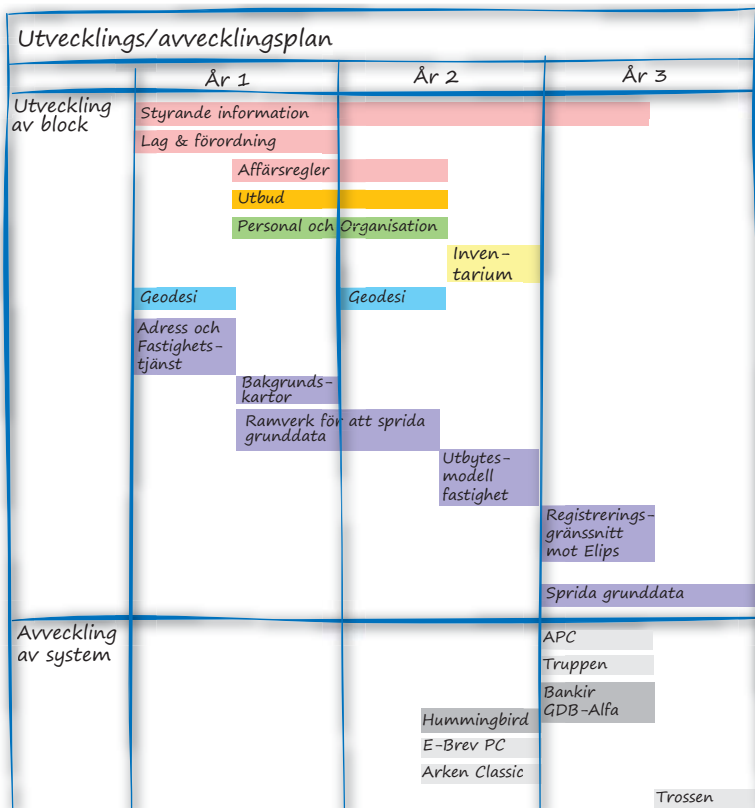 Utvecklings/avvecklingsplan
År 1
År 2
År 3
Utveckling
av block
Styrande information
Lag & förordning
Affärsregler
Utbud
Personal och Organisation
Inven-
tarium
Geodesi
Geodesi
Adress och
Fastighets-
tjänst
Bakgrunds-
kartor
Ramverk för att sprida
grunddata
Utbytes-
modell
fastighet
Registrerings-
gränssnitt
mot Elips
Sprida grunddata
Avveckling
av system
APC
Truppen
Bankir
GDB-Alfa
Hummingbird
E-Brev PC
Arken Classic
Trossen